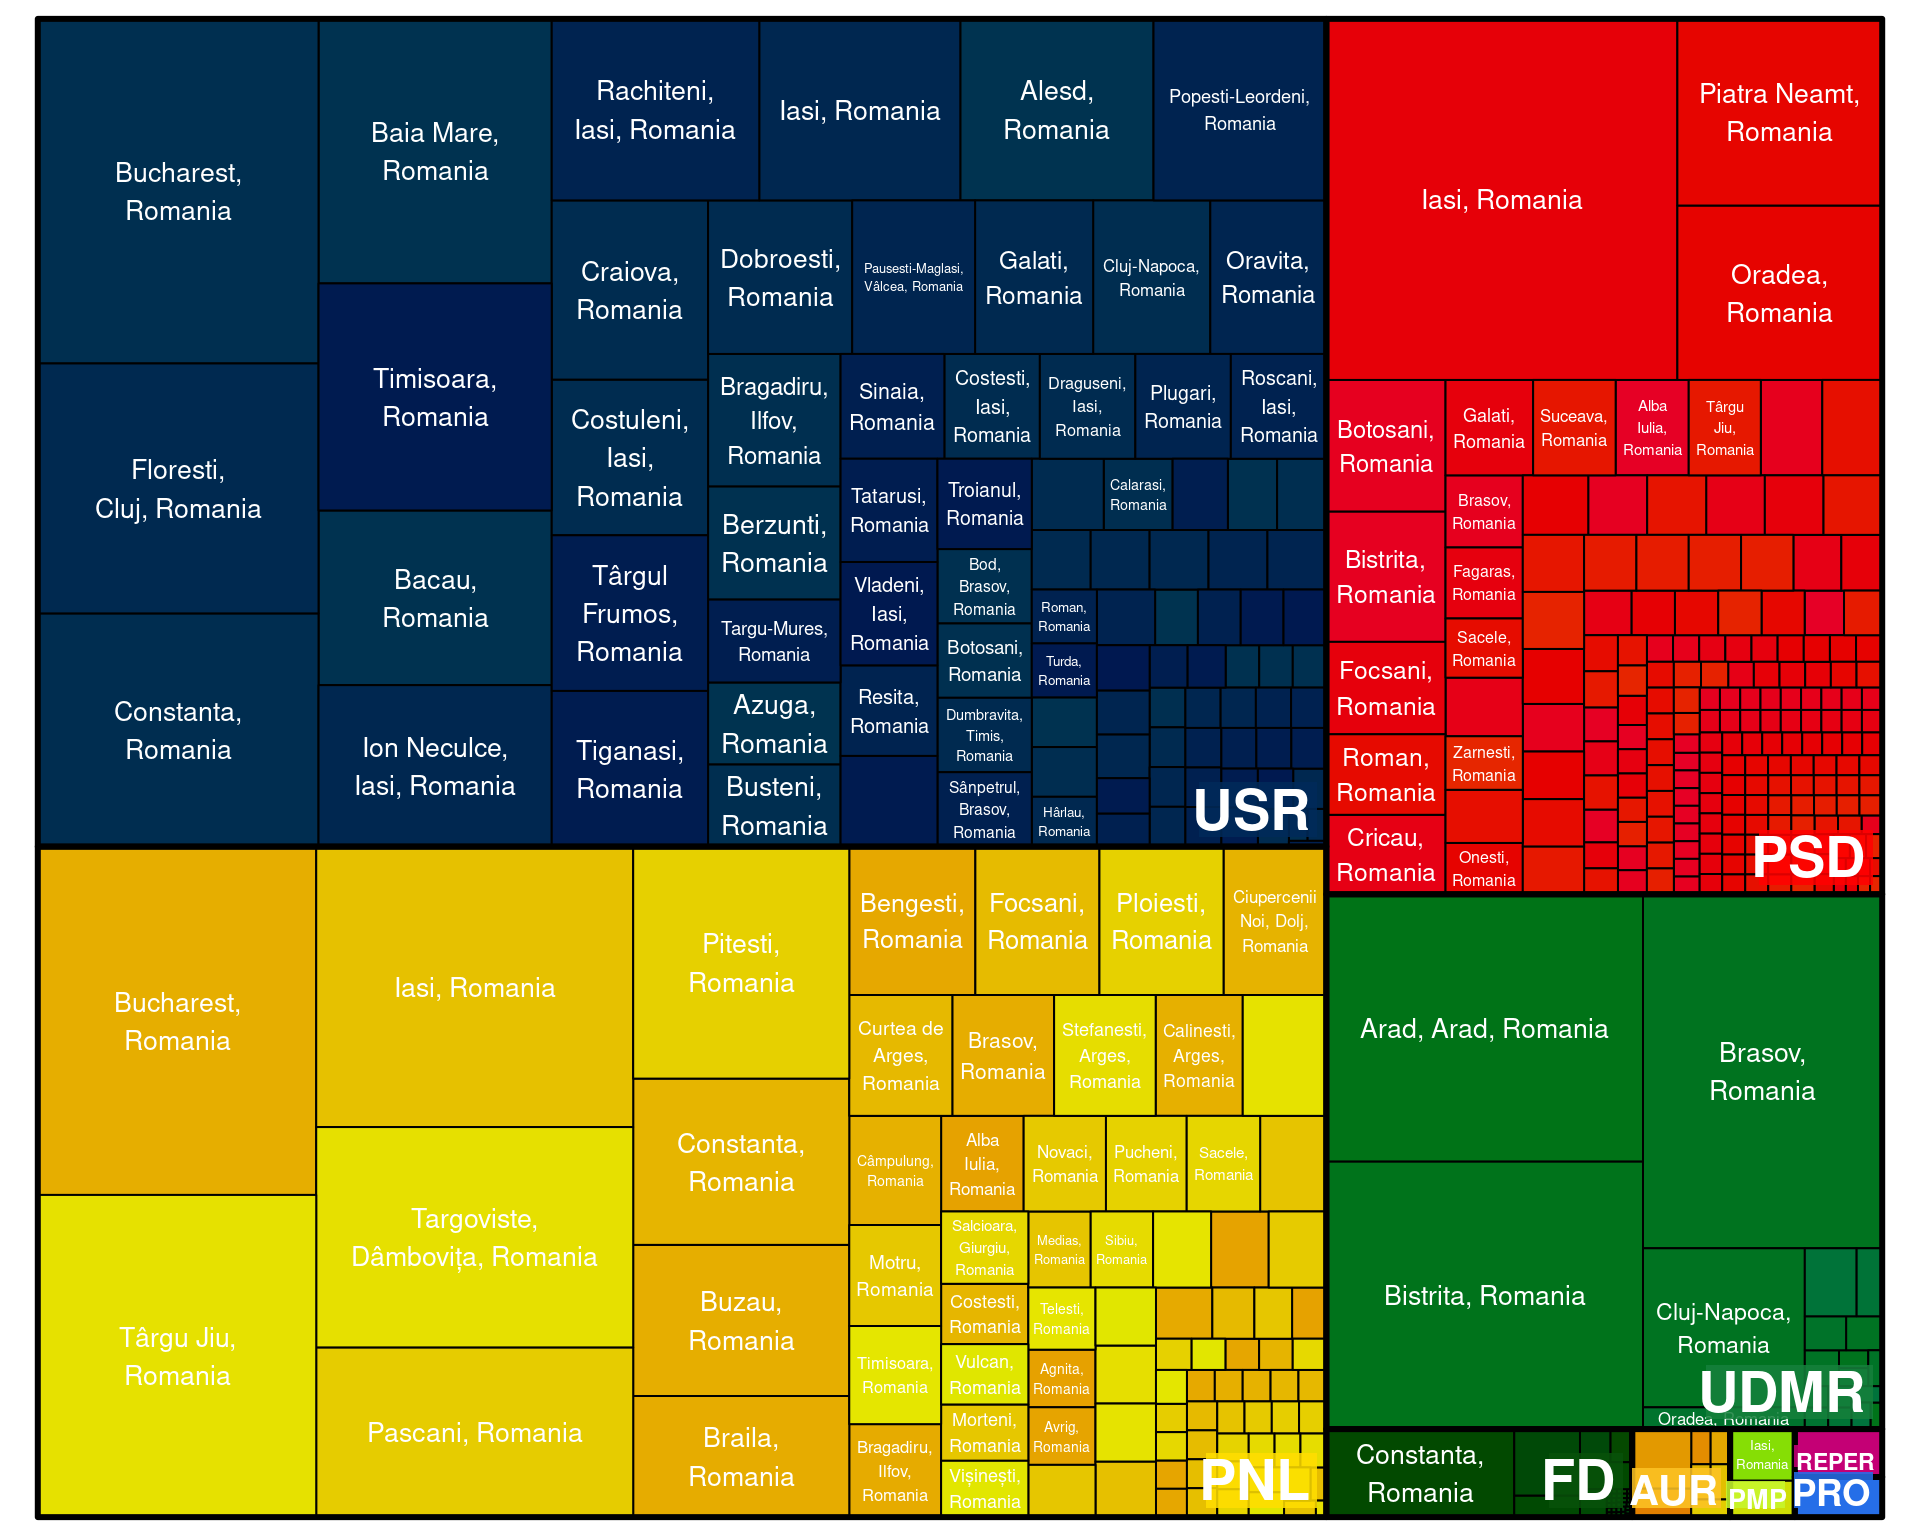 Bucharest,
Romania
Floresti,
Cluj, Romania
Constanta,
Romania
Baia Mare,
Romania
Timisoara,
Romania
Bacau,
Romania
Ion Neculce,
Iasi, Romania
Rachiteni,
Iasi, Romania
Iasi, Romania
Alesd,
Romania
Popesti-Leordeni,
Romania
Craiova,
Romania
Costuleni,
Iasi,
Romania
Târgul
Frumos,
Romania
Tiganasi,
Romania
Dobroesti,
Romania
Pausesti-Maglasi,
Vâlcea, Romania
Galati,
Romania
Cluj-Napoca,
Romania
Oravita,
Romania
Bragadiru,
Ilfov,
Romania
Berzunti,
Romania
Targu-Mures,
Romania
Azuga,
Romania
Busteni,
Romania
Sinaia,
Romania
Costesti,
Iasi,
Romania
Draguseni,
Iasi,
Romania
Plugari,
Romania
Roscani,
Iasi,
Romania
Tatarusi,
Romania
Vladeni,
Iasi,
Romania
Resita,
Romania
Troianul,
Romania
Bod,
Brasov,
Romania
Botosani,
Romania
Dumbravita,
Timis,
Romania
Sânpetrul,
Brasov,
Romania
Calarasi,
Romania
Roman,
Romania
Turda,
Romania
Hârlau,
Romania
USR
Iasi, Romania
Piatra Neamt,
Romania
Oradea,
Romania
Botosani,
Romania
Bistrita,
Romania
Focsani,
Romania
Roman,
Romania
Cricau,
Romania
Galati,
Romania
Suceava,
Romania
Alba
Iulia,
Romania
Târgu
Jiu,
Romania
Brasov,
Romania
Fagaras,
Romania
Sacele,
Romania
Zarnesti,
Romania
Onesti,
Romania
PSD
Bucharest,
Romania
Târgu Jiu,
Romania
Iasi, Romania
Targoviste,
Dâmbovița, Romania
Pascani, Romania
Pitesti,
Romania
Constanta,
Romania
Buzau,
Romania
Braila,
Romania
Bengesti,
Romania
Focsani,
Romania
Ploiesti,
Romania
Ciupercenii
Noi, Dolj,
Romania
Curtea de
Arges,
Romania
Brasov,
Romania
Stefanesti,
Arges,
Romania
Calinesti,
Arges,
Romania
Câmpulung,
Romania
Motru,
Romania
Timisoara,
Romania
Bragadiru,
Ilfov,
Romania
Alba
Iulia,
Romania
Novaci,
Romania
Pucheni,
Romania
Sacele,
Romania
Salcioara,
Giurgiu,
Romania
Costesti,
Romania
Vulcan,
Romania
Morteni,
Romania
Vișinești,
Romania
Medias,
Romania
Sibiu,
Romania
Telesti,
Romania
Agnita,
Romania
Avrig,
Romania
PNL
Arad, Arad, Romania
Bistrita, Romania
Brasov,
Romania
Cluj-Napoca,
Romania
Oradea, Romania
UDMR
Constanta,
Romania
FD
AUR
Iasi,
Romania
PMP
REPER
PRO